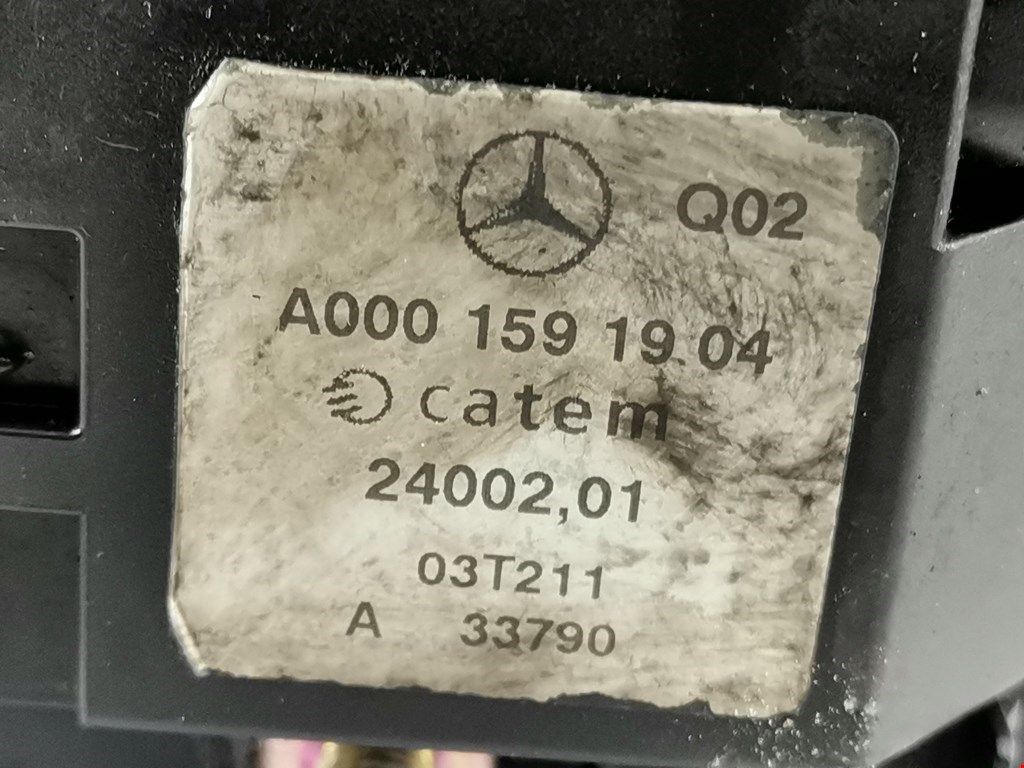 Q02
A000 159 19 04
catem
24002,01
03T211
A 33790